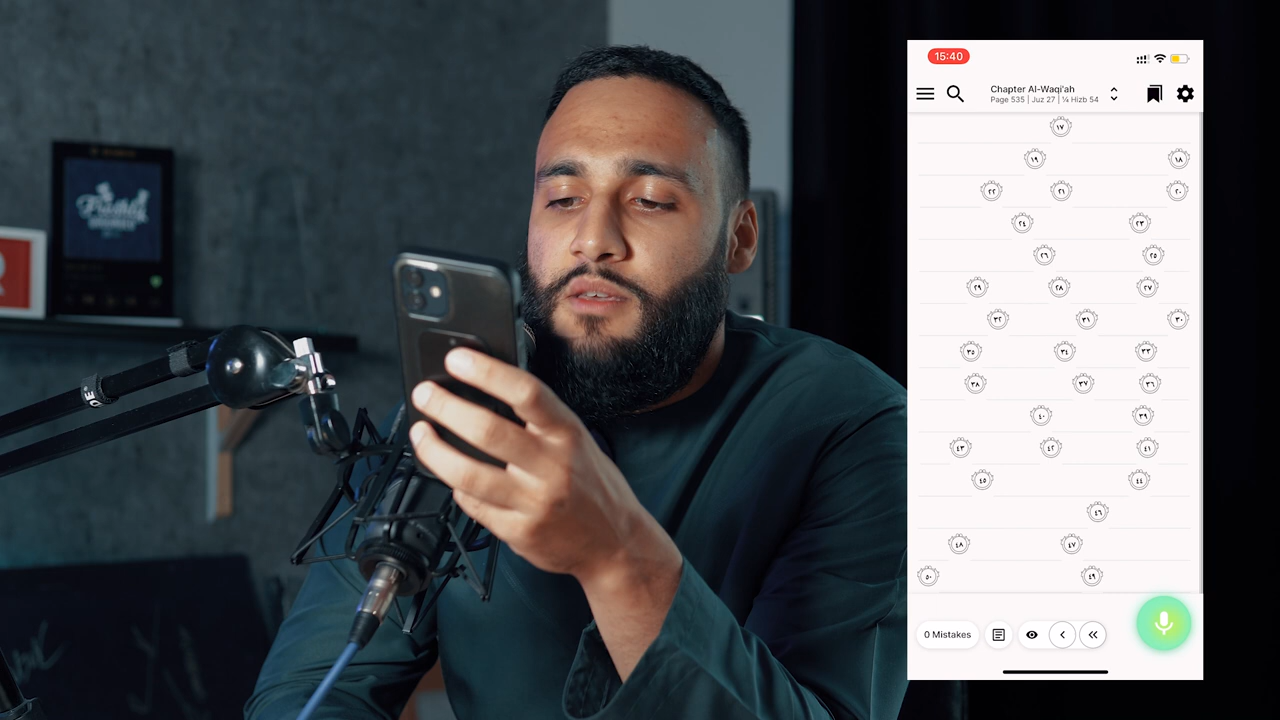 15:40
Chapter Al-Waqi'ah
Page 535 | Juz 27 | ¼ Hizb 54
١٧
١٨ ١٩
٢٠ ٢١ ٢٢
٢٣ ٢٤
٢٥ ٢٦
٢٧ ٢٨ ٢٩
٣٠ ٣١ ٣٢
٣٣ ٣٤ ٣٥
٣٦ ٣٧ ٣٨
٣٩ ٤٠
٤١ ٤٢ ٤٣
٤٤ ٤٥
٤٦
٤٧ ٤٨
٤٩ ٥٠
0 Mistakes